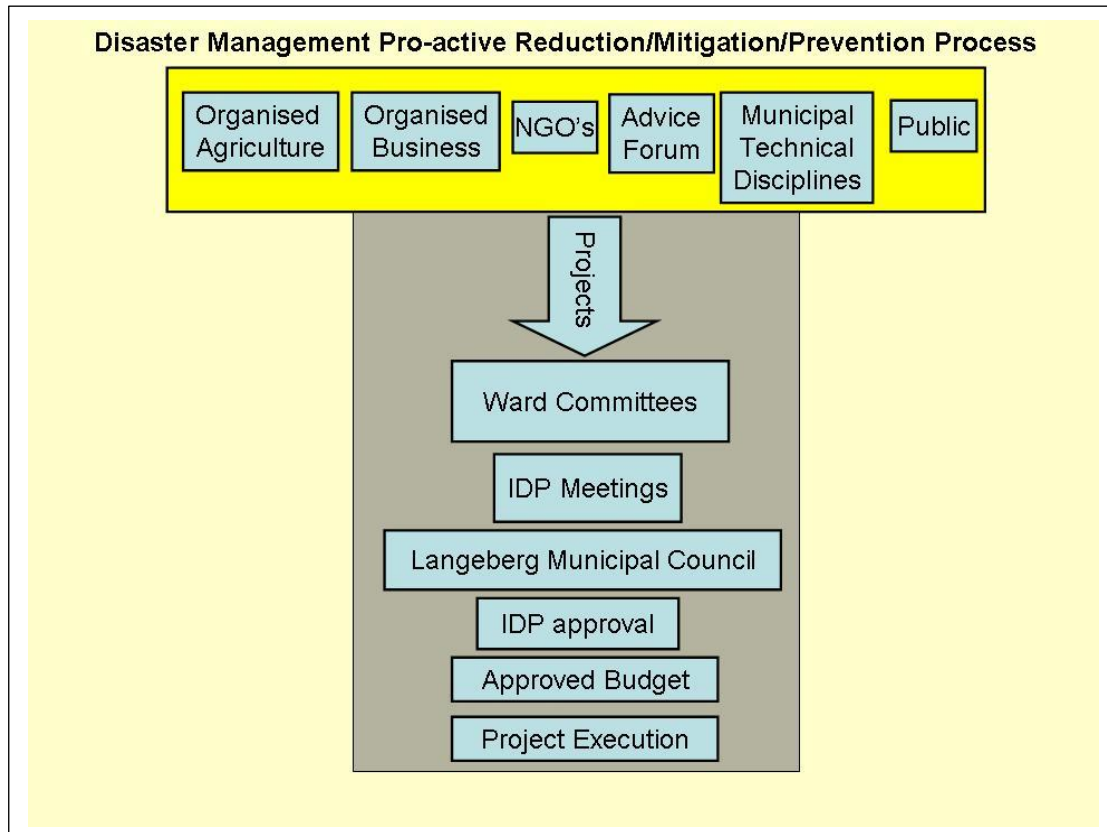 Disaster Management Pro-active Reduction/Mitigation/Prevention Process
Organised
Agriculture
Organised
Business
NGO's
Advice
Forum
Municipal
Technical
Disciplines
Public
Projects
Ward Committees
IDP Meetings
Langeberg Municipal Council
IDP approval
Approved Budget
Project Execution